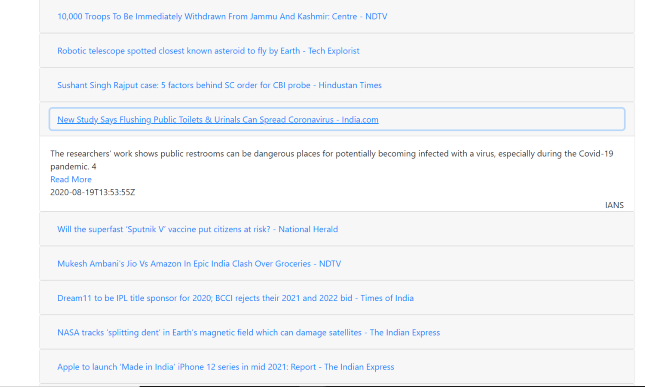 10,000 Troops To Be Immediately Withdrawn From Jammu And Kashmir: Centre - NDTV
Robotic telescope spotted closest known asteroid to fly by Earth - Tech Explorist
Sushant Singh Rajput case: 5 factors behind SC order for CBI probe - Hindustan Times
New Study Says Flushing Public Toilets & Urinals Can Spread Coronavirus - India.com
The researchers' work shows public restrooms can be dangerous places for potentially becoming infected with a virus, especially during the Covid-19
pandemic. 4
Read More
2020-08-19T13:53:55Z
IANS
Will the superfast 'Sputnik V' vaccine put citizens at risk? - National Herald
Mukesh Ambani's Jio Vs Amazon In Epic India Clash Over Groceries - NDTV
Dream11 to be IPL title sponsor for 2020; BCCI rejects their 2021 and 2022 bid - Times of India
NASA tracks 'splitting dent' in Earth's magnetic field which can damage satellites - The Indian Express
Apple to launch 'Made in India' iPhone 12 series in mid 2021: Report - The Indian Express